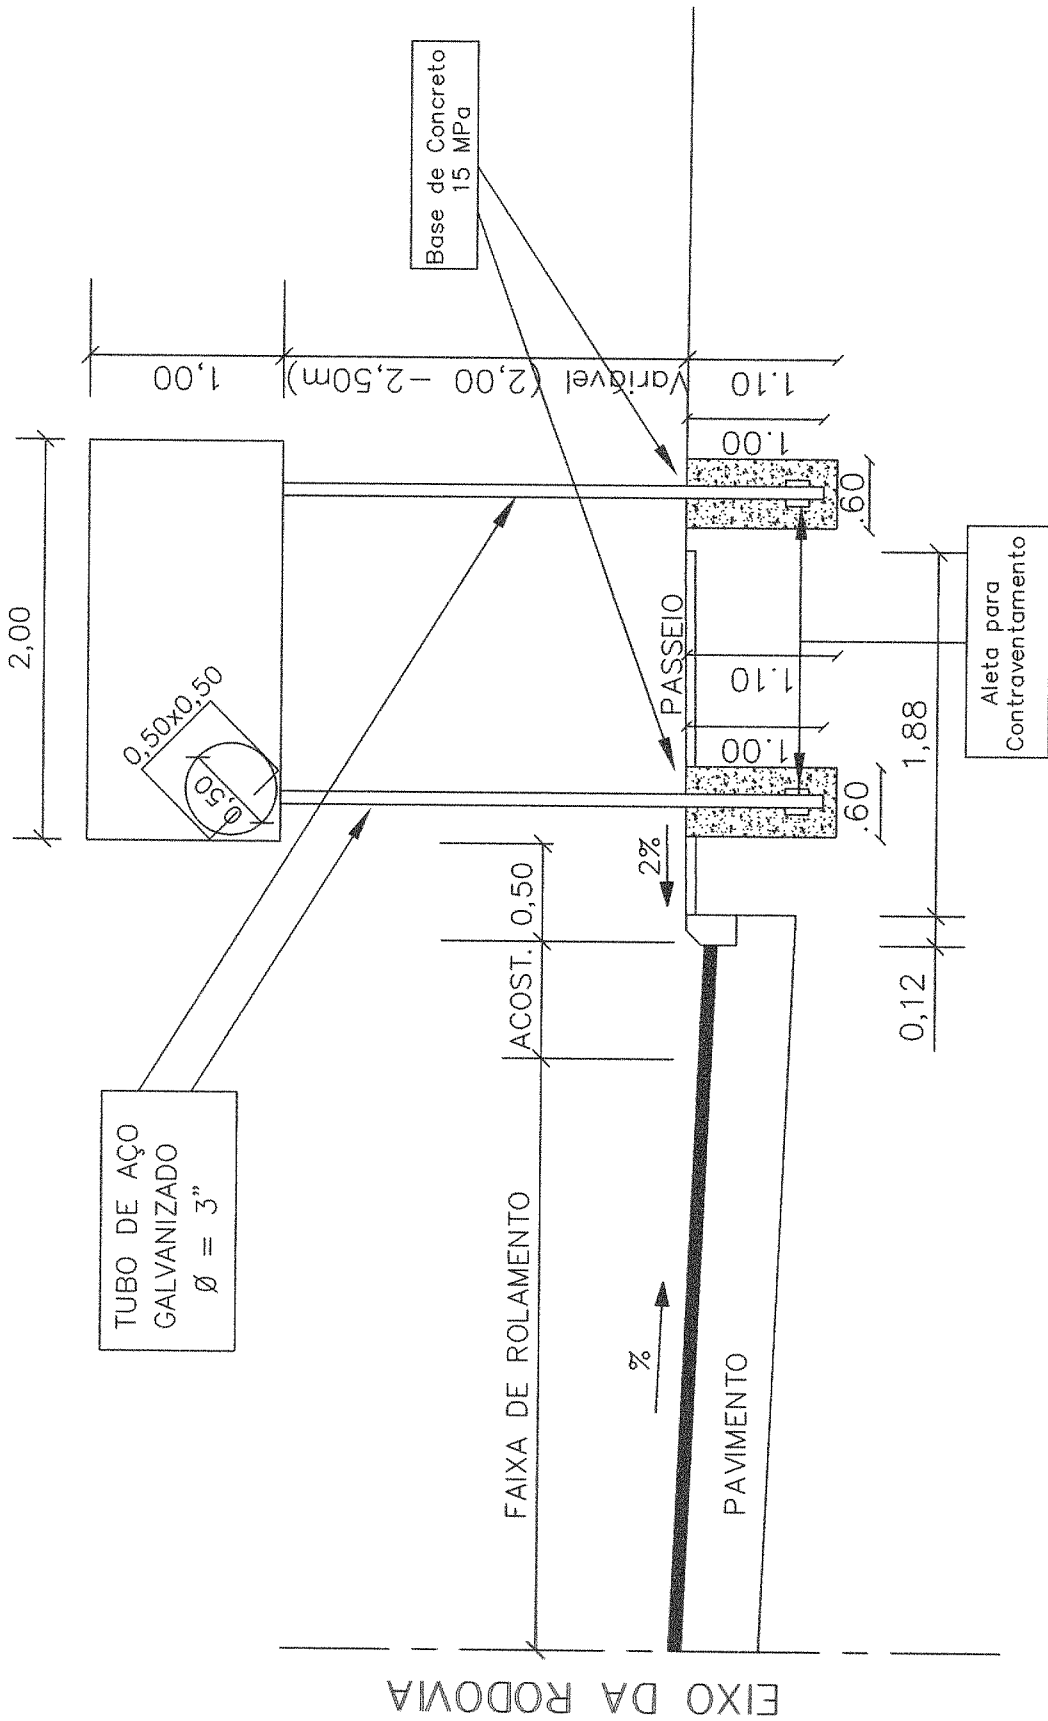 2,00
0,50x0,50
0,50
1,00
Variável (2,00 -2,50m)
1.10
1.00
.60
Base de Concreto
15 MPa
TUBO DE AÇO
GALVANIZADO
Ø = 3"
FAIXA DE ROLAMENTO
ACOST.
0,50
2%
PASSEIO
1.00
1.10
.60
%
PAVIMENTO
0,12
1,88
Aleta para
Contraventamento
EIXO DA RODOVIA